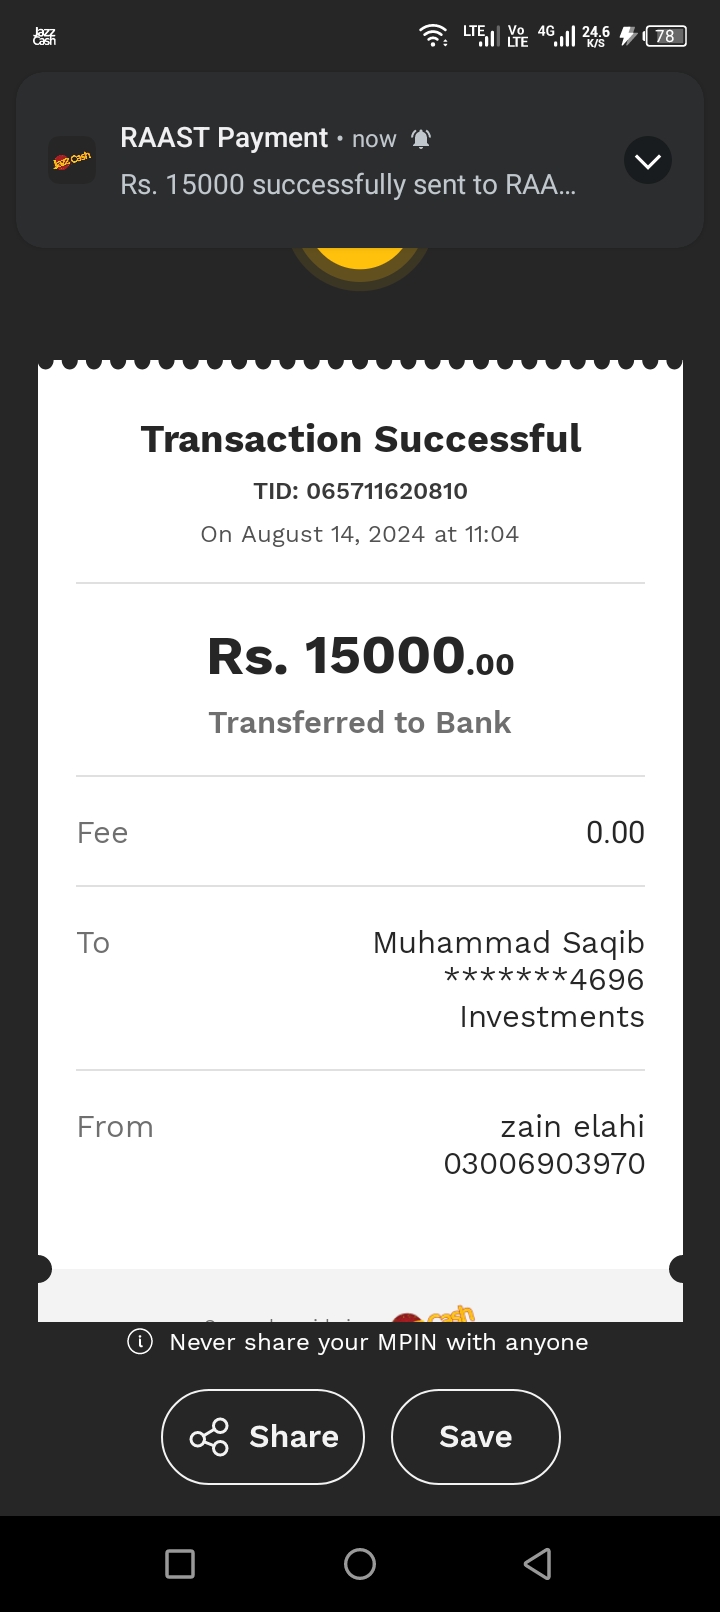 Jazz
Cash
LTE
Vo
LTE
4G
24.6
K/S
78
Jazz Cash
RAAST Payment • now
Rs. 15000 successfully sent to RAA...
Transaction Successful
TID: 065711620810
On August 14, 2024 at 11:04
Rs. 15000.00
Transferred to Bank
Fee
0.00
To
Muhammad Saqib
*******4696
Investments
From
zain elahi
03006903970
Cash
Never share your MPIN with anyone
Share
Save